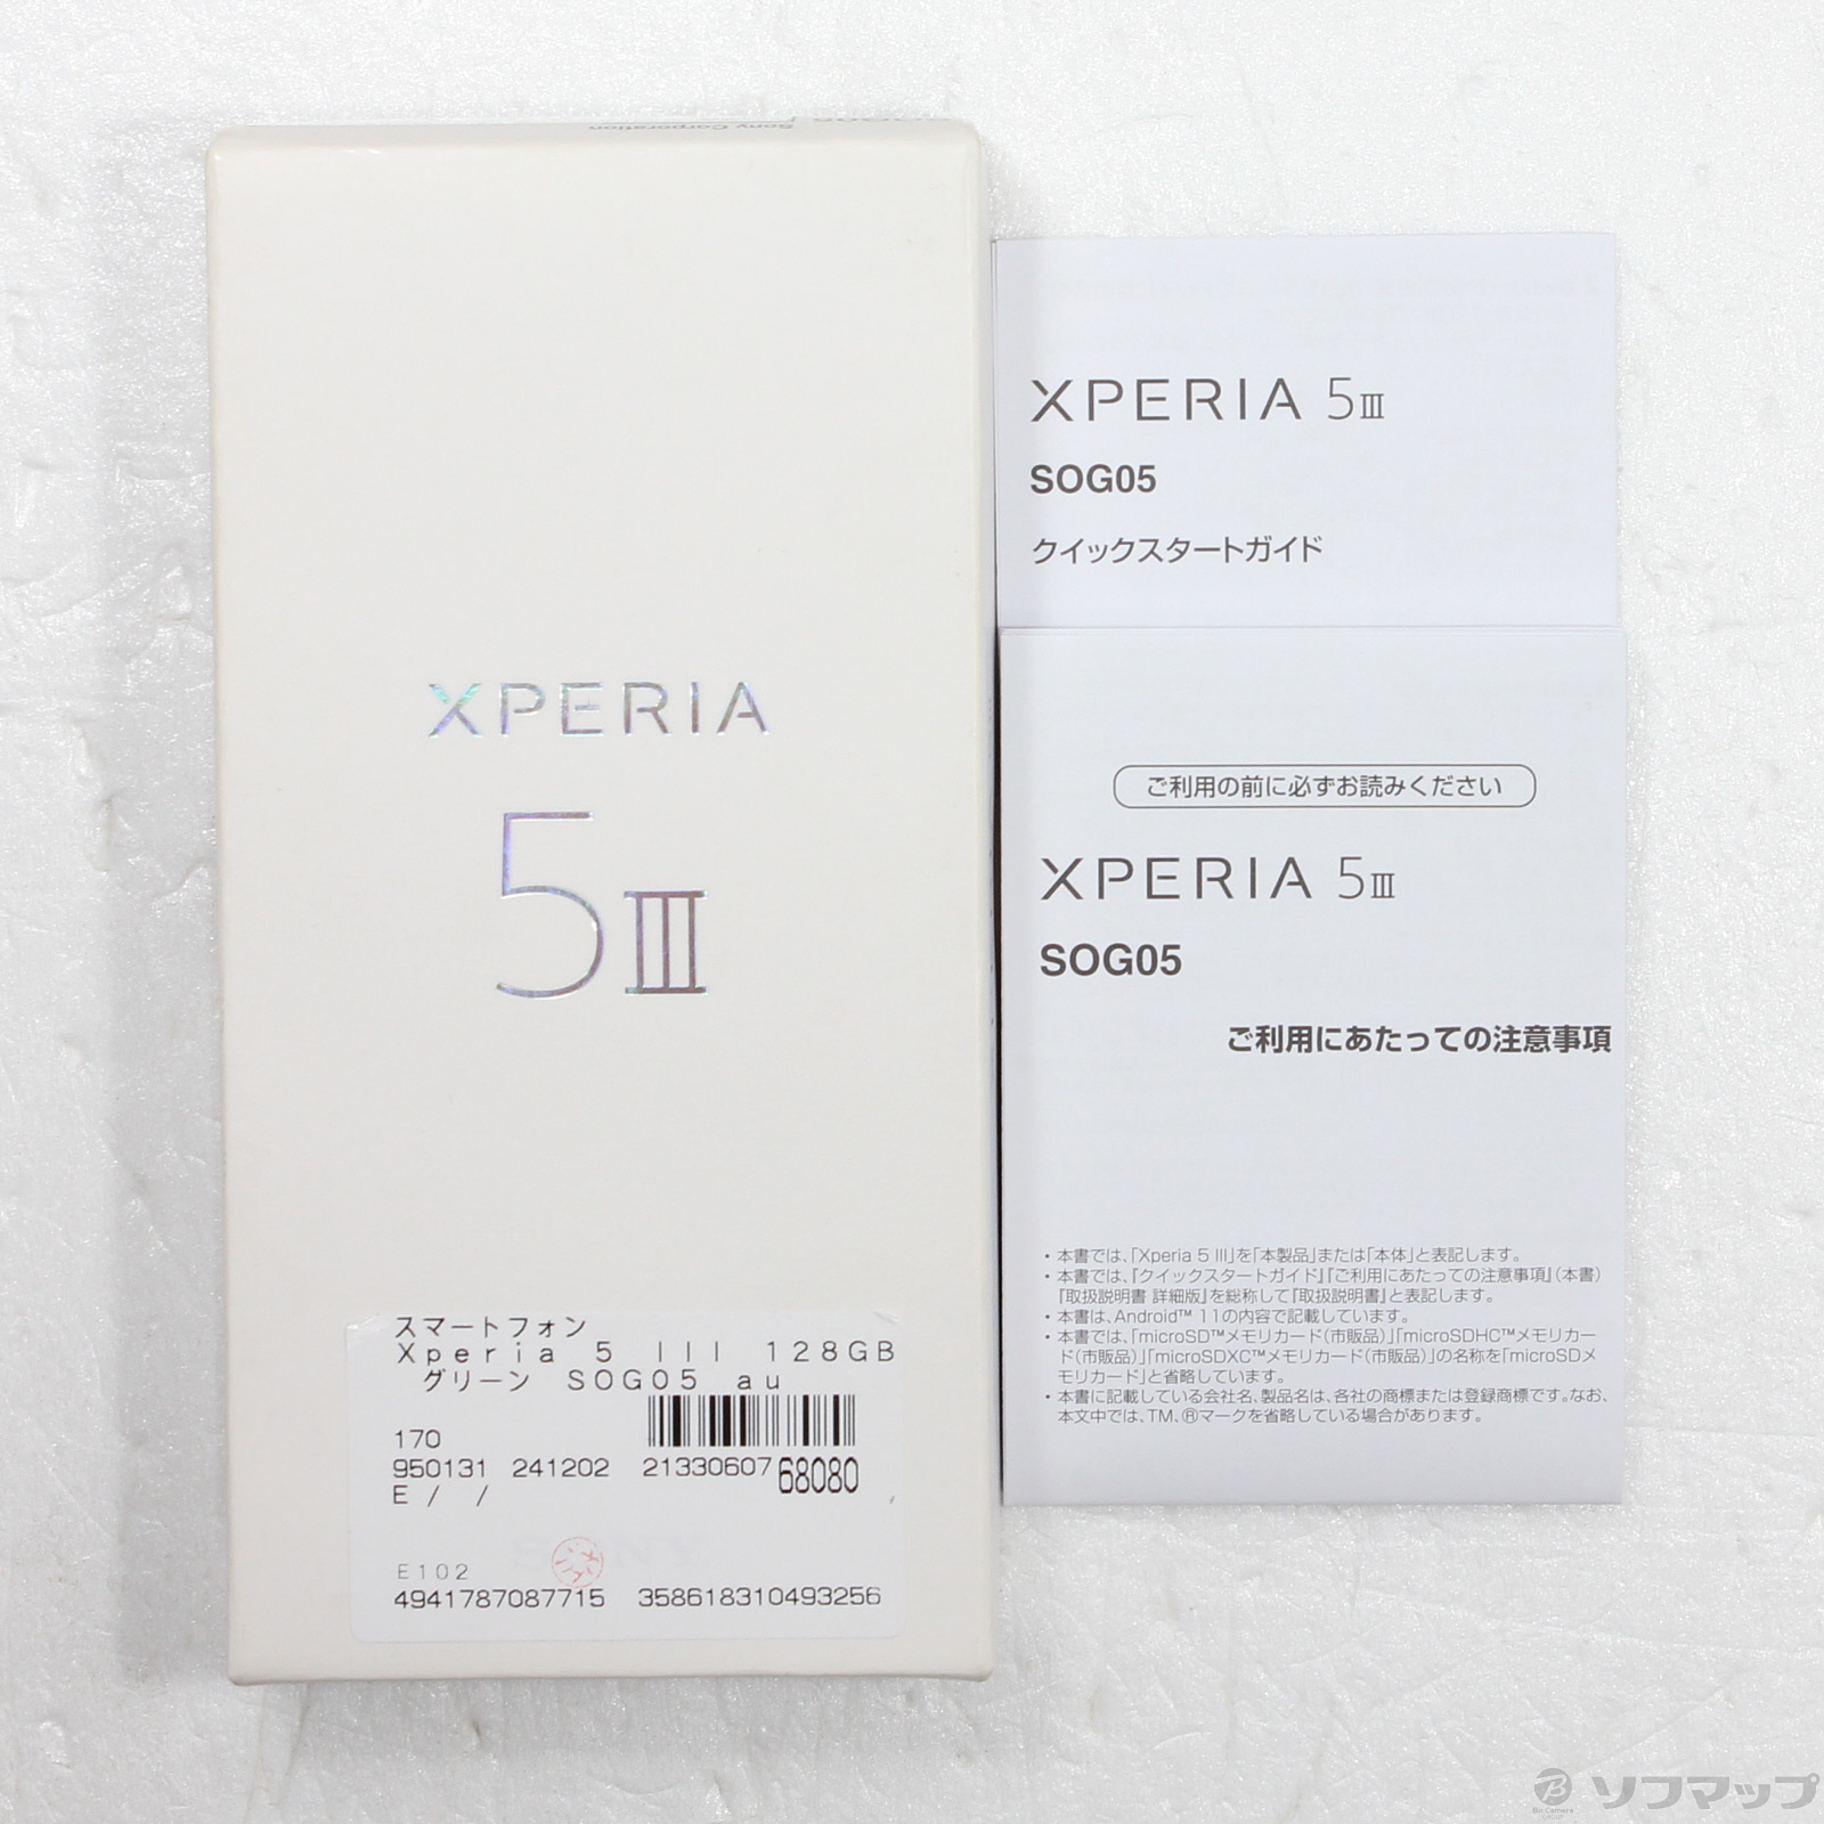 Sony Corporation
XPERIA
5III
スマートフォン
Xperia 5 III 128GB
グリーン SOG05 au
170
950131 241202 2133060768080
E / /
E102
4941787087715 358618310493256
XPERIA 5III
SOG05
クイックスタートガイド
ご利用の前に必ずお読みください
XPERIA 5III
SOG05
ご利用にあたっての注意事項
・本書では、「Xperia 5 III」を「本製品」または「本体」と表記します。
・本書では、『クイックスタートガイド』『ご利用にあたっての注意事項』（本書）
『取扱説明書 詳細版』を総称して『取扱説明書』と表記します。
・本書は、Android™ 11の内容で記載しています。
・本書では、「microSD™メモリカード（市販品）」「microSDHC™メモリカー
ド（市販品）」「microSDXC™メモリカード（市販品）」の名称を「microSDメ
モリカード」と省略しています。
・本書に記載している会社名、製品名は、各社の商標または登録商標です。なお、
本文中では、TM、®マークを省略している場合があります。
BicCamera
GROUP
ソフマップ